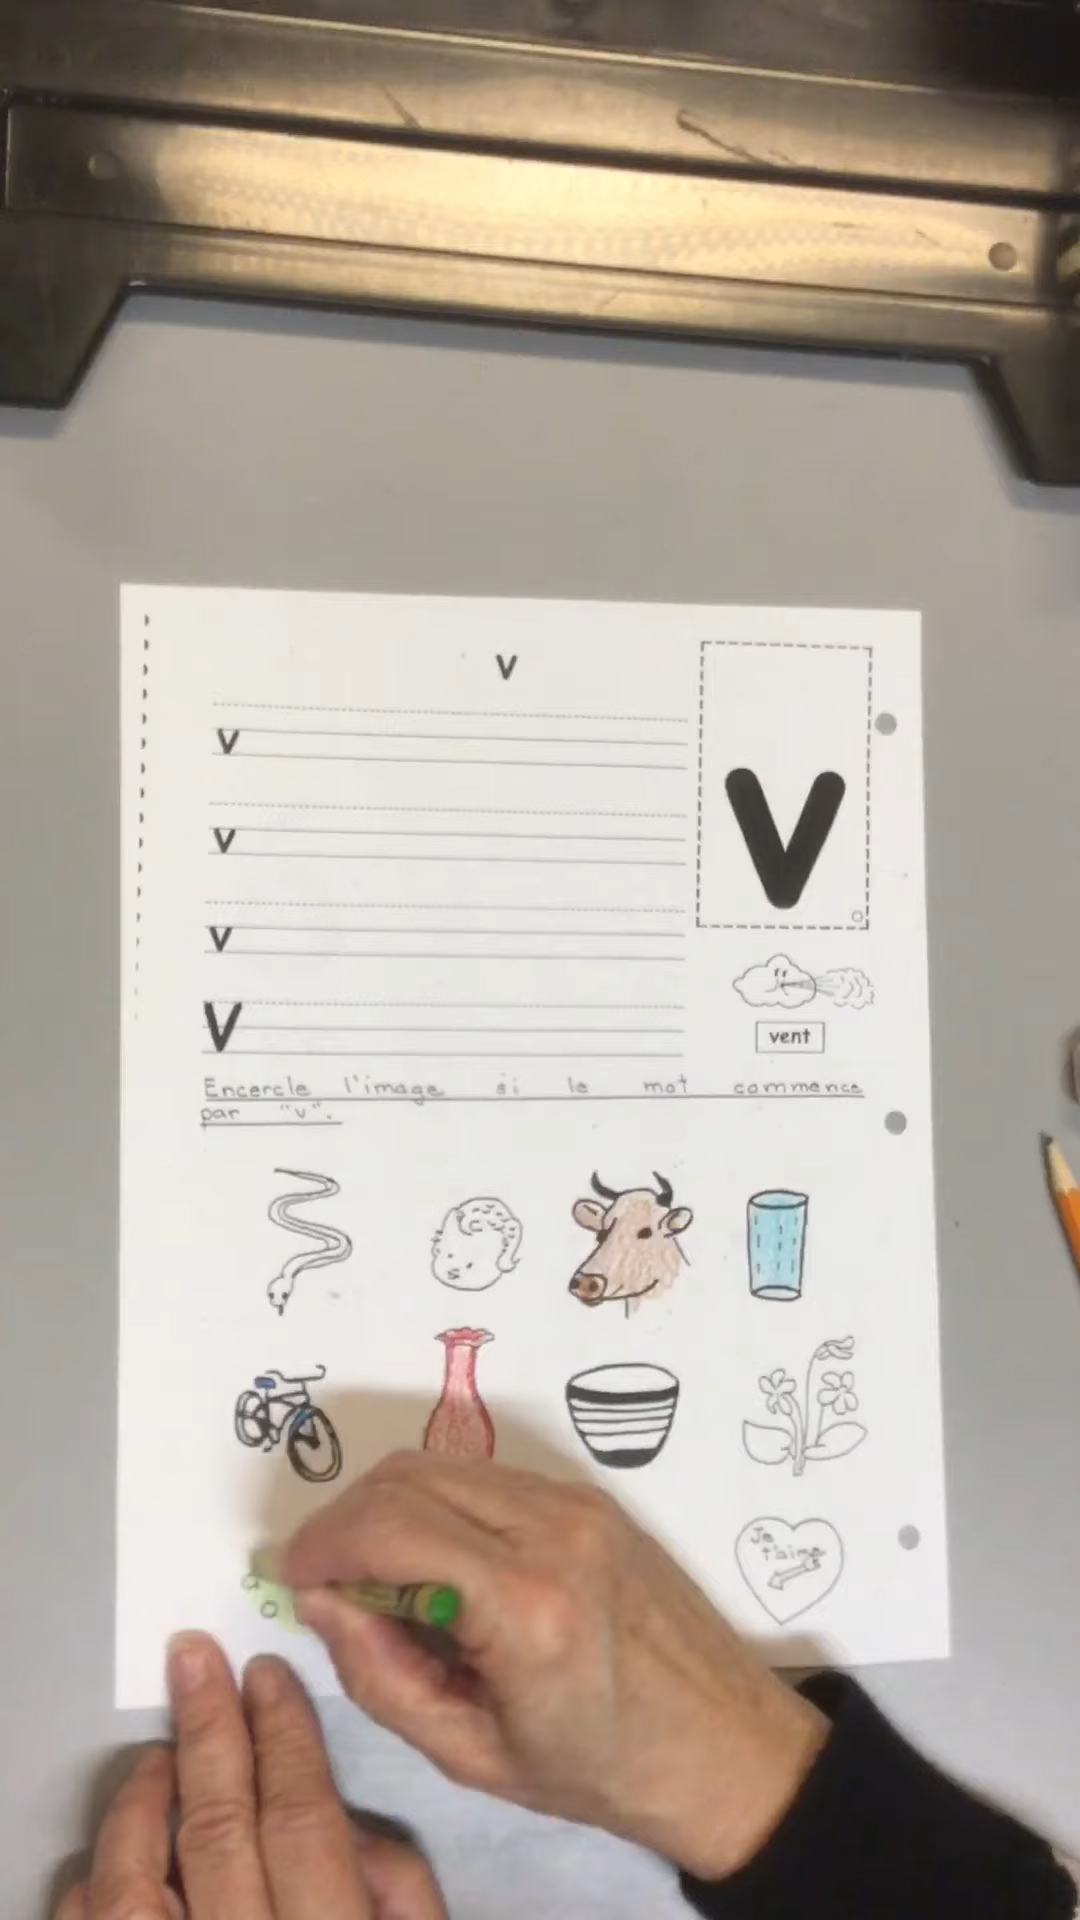 v
v
v
v
v
V
vent
Encercle l'image si le mot commence
par "v".
Je
t'aime